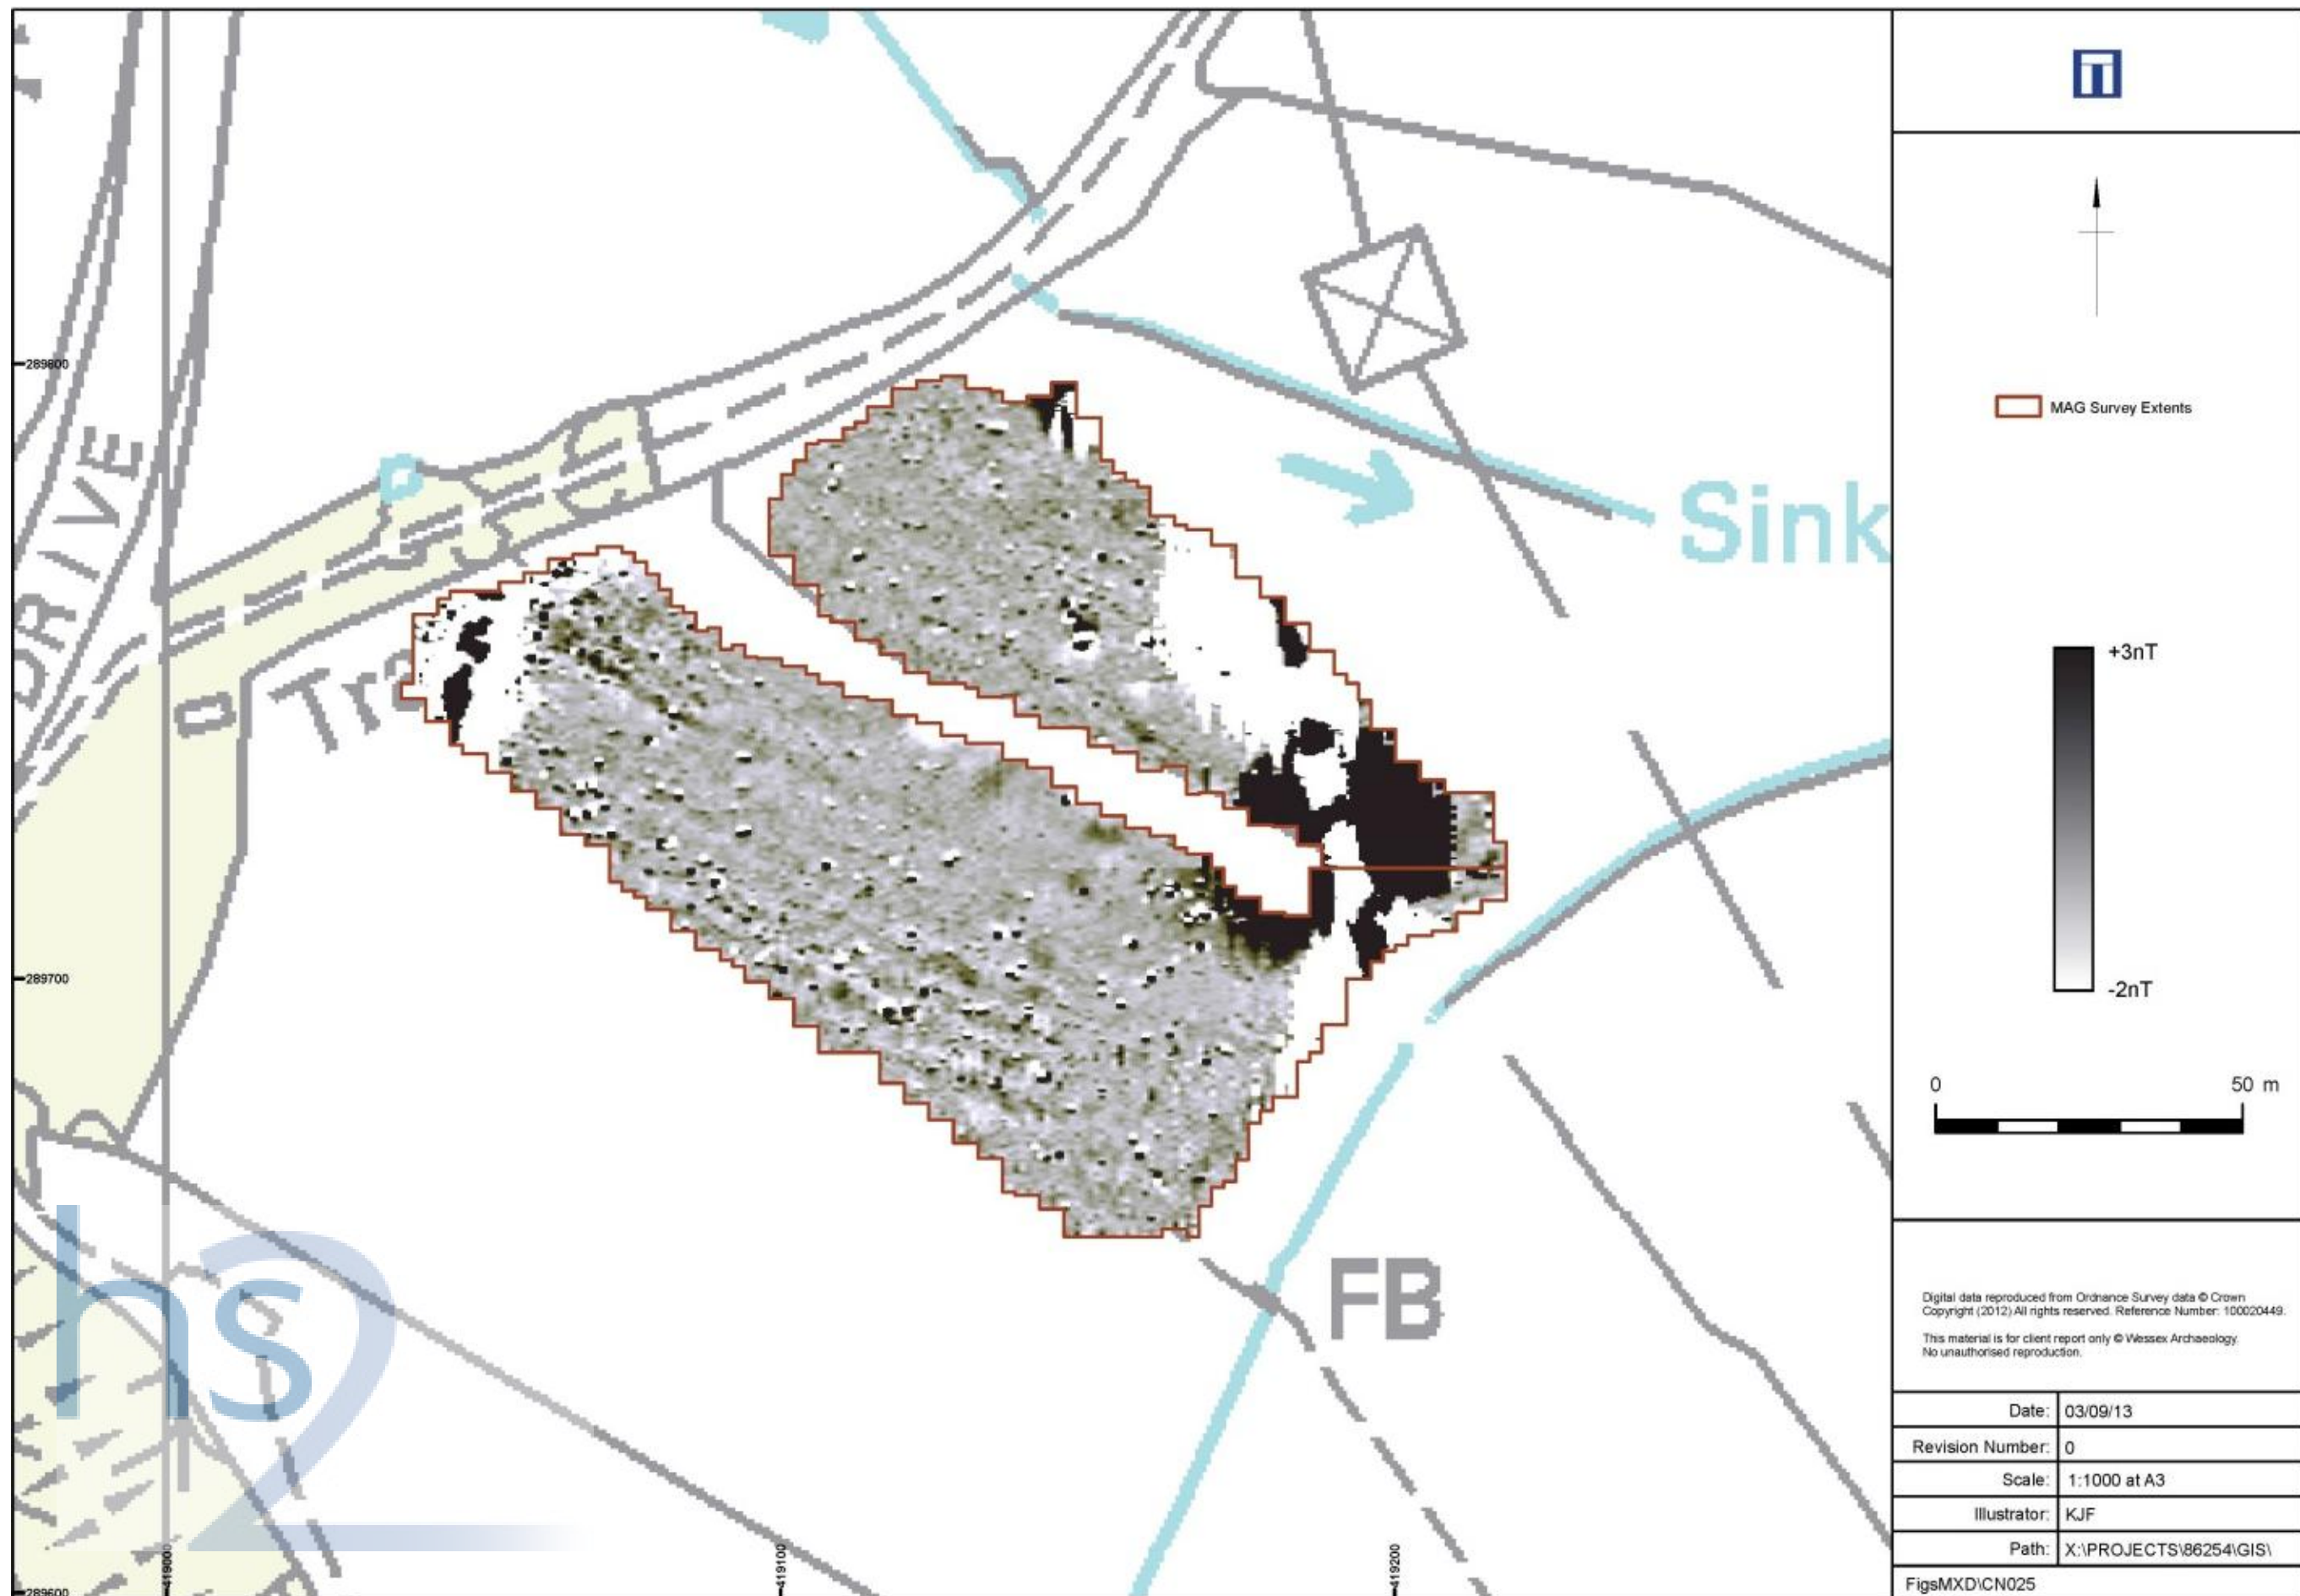 DRIVE
Tra
Sink
FB
289800
289700
289600
419000
419100
419200
hs2
MAG Survey Extents
+3nT
-2nT
0 50 m
Digital data reproduced from Ordnance Survey data © Crown
Copyright (2012) All rights reserved. Reference Number: 100020449.
This material is for client report only © Wessex Archaeology.
No unauthorised reproduction.
Date: 03/09/13
Revision Number: 0
Scale: 1:1000 at A3
Illustrator: KJF
Path: X:\PROJECTS\86254\GIS\
FigsMXD\CN025